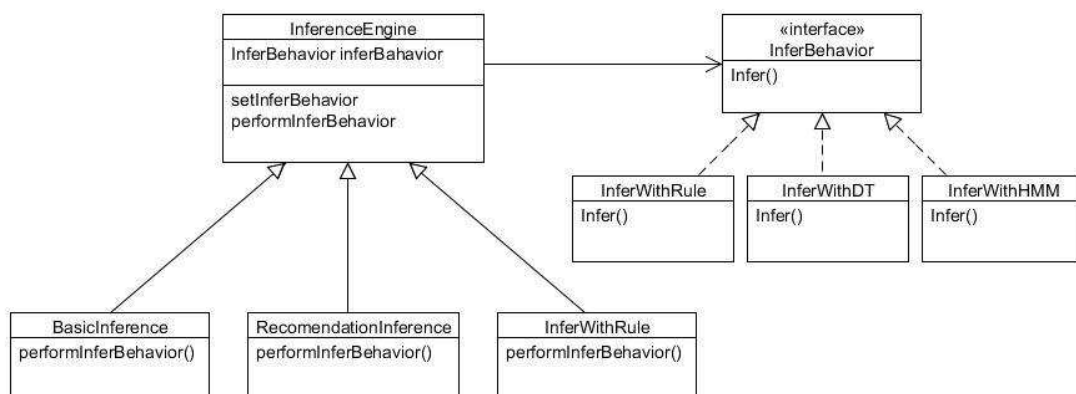 InferenceEngine
InferBehavior inferBahavior
setInferBehavior
performInferBehavior
«interface»
InferBehavior
Infer()
InferWithRule
Infer()
InferWithDT
Infer()
InferWithHMM
Infer()
BasicInference
performInferBehavior()
RecomendationInference
performInferBehavior()
InferWithRule
performInferBehavior()